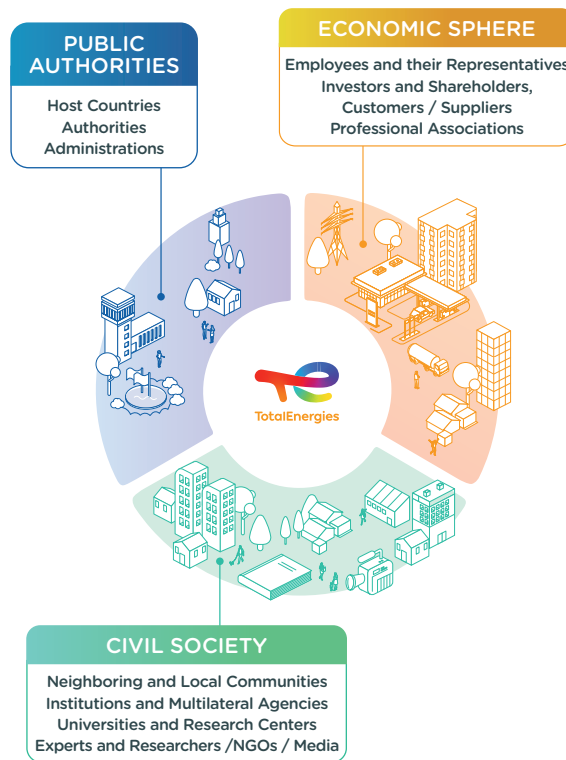 PUBLIC
AUTHORITIES
Host Countries
Authorities
Administrations
ECONOMIC SPHERE
Employees and their Representatives
Investors and Shareholders,
Customers / Suppliers
Professional Associations
TotalEnergies
CIVIL SOCIETY
Neighboring and Local Communities
Institutions and Multilateral Agencies
Universities and Research Centers
Experts and Researchers /NGOs / Media